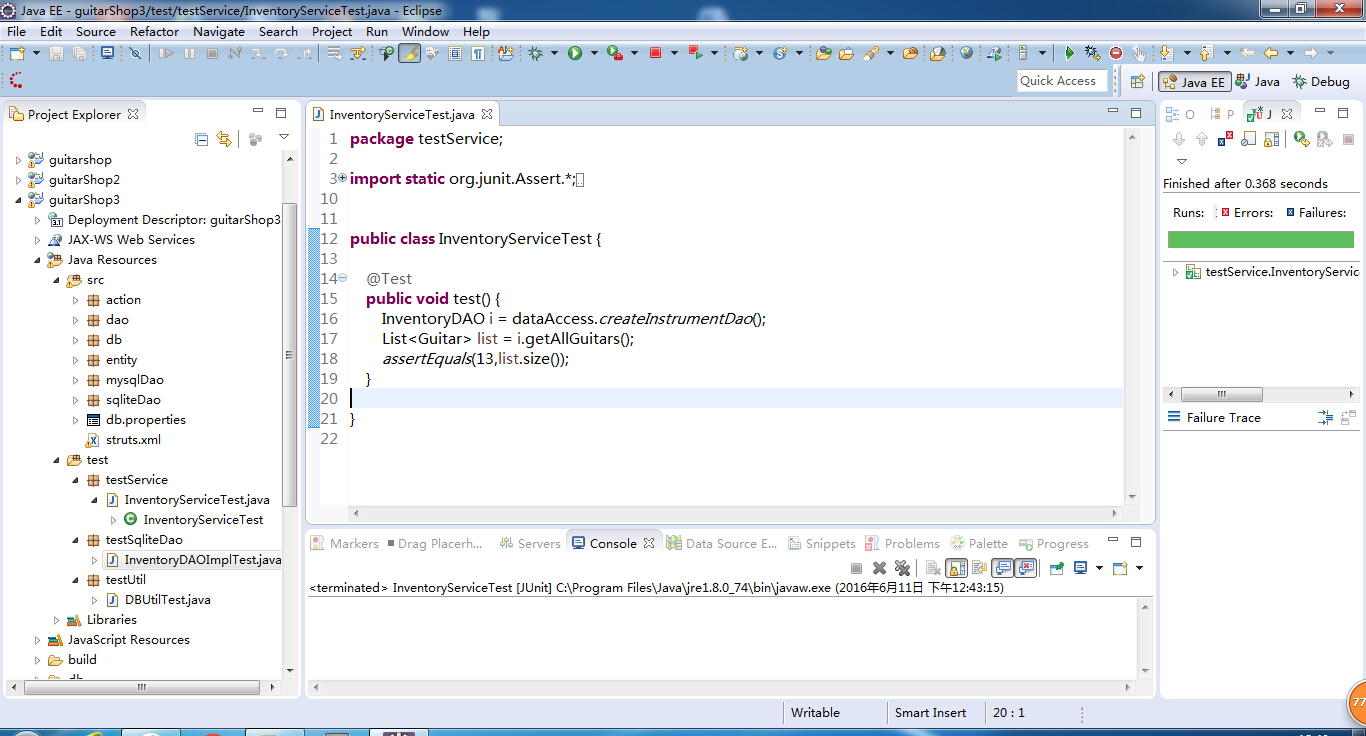 Java EE - guitarShop3/test/testService/InventoryServiceTest.java - Eclipse
File Edit Source Refactor Navigate Search Project Run Window Help
Quick Access
Java EE
Java
Debug
Project Explorer
guitarshop
guitarShop2
guitarShop3
Deployment Descriptor: guitarShop3
JAX-WS Web Services
Java Resources
src
action
dao
db
entity
mysqlDao
sqliteDao
db.properties
struts.xml
test
testService
InventoryServiceTest.java
InventoryServiceTest
testSqliteDao
InventoryDAOImplTest.java
testUtil
DBUtilTest.java
Libraries
JavaScript Resources
build
db
InventoryServiceTest.java
1 package testService;
2
3 import static org.junit.Assert.*;
10
11
12 public class InventoryServiceTest {
13
14 @Test
15 public void test() {
16 InventoryDAO i = dataAccess.createInstrumentDao();
17 List<Guitar> list = i.getAllGuitars();
18 assertEquals(13,list.size());
19 }
20
21 }
22
O P J
Finished after 0.368 seconds
Runs: Errors: Failures:
testService.InventoryServic
Failure Trace
Markers Drag Placerh... Servers Console Data Source E... Snippets Problems Palette Progress
<terminated> InventoryServiceTest [JUnit] C:\Program Files\Java\jre1.8.0_74\bin\javaw.exe (2016年6月11日 下午12:43:15)
Writable
Smart Insert
20 : 1
77